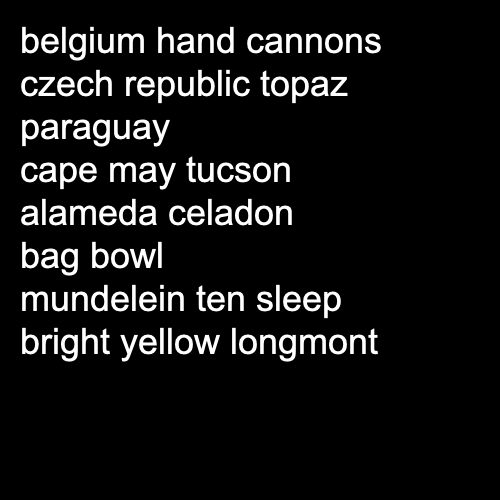 belgium hand cannons
czech republic topaz
paraguay
cape may tucson
alameda celadon
bag bowl
mundelein ten sleep
bright yellow longmont